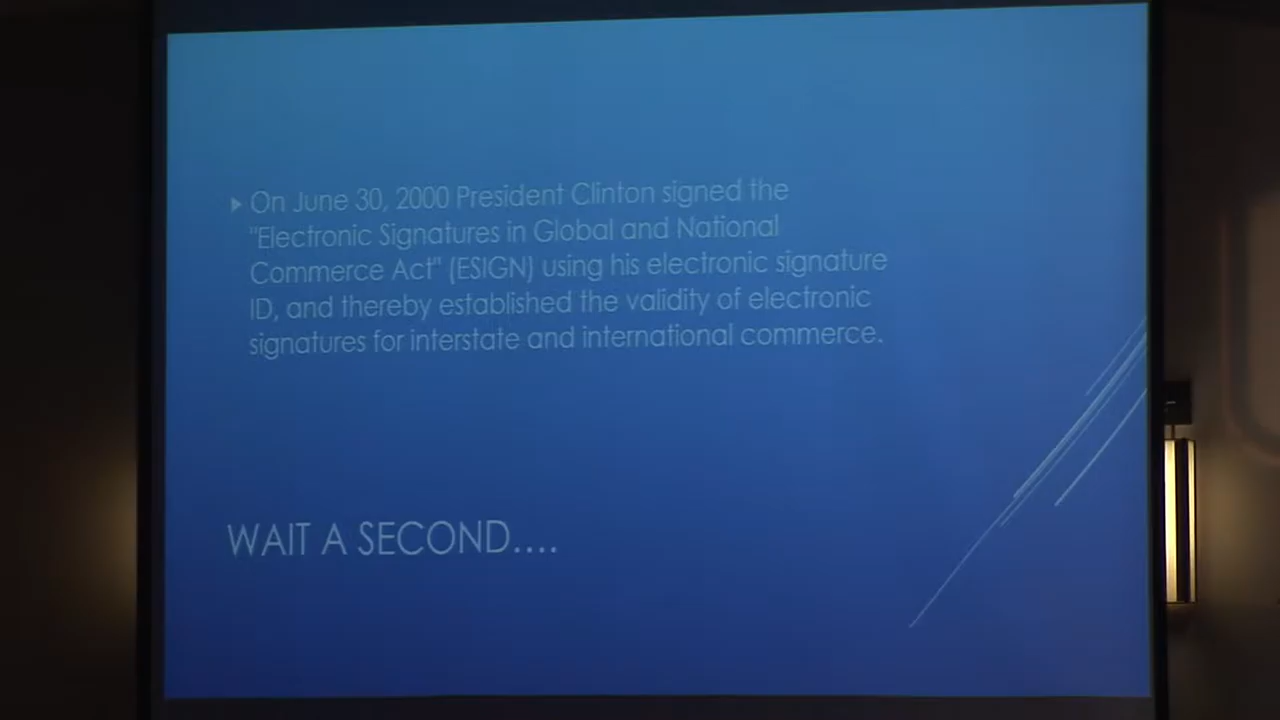 On June 30, 2000 President Clinton signed the
"Electronic Signatures in Global and National
Commerce Act" (ESIGN) using his electronic signature
ID, and thereby established the validity of electronic
signatures for interstate and international commerce.
WAIT A SECOND....